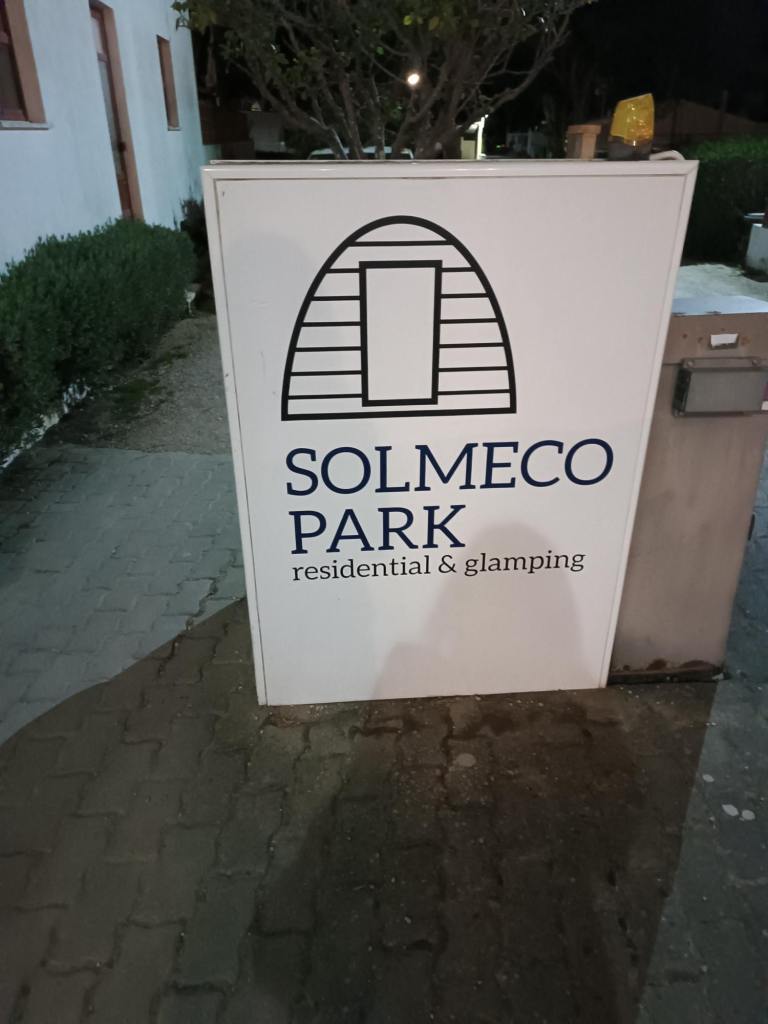 SOLMECO
PARK
residential & glamping